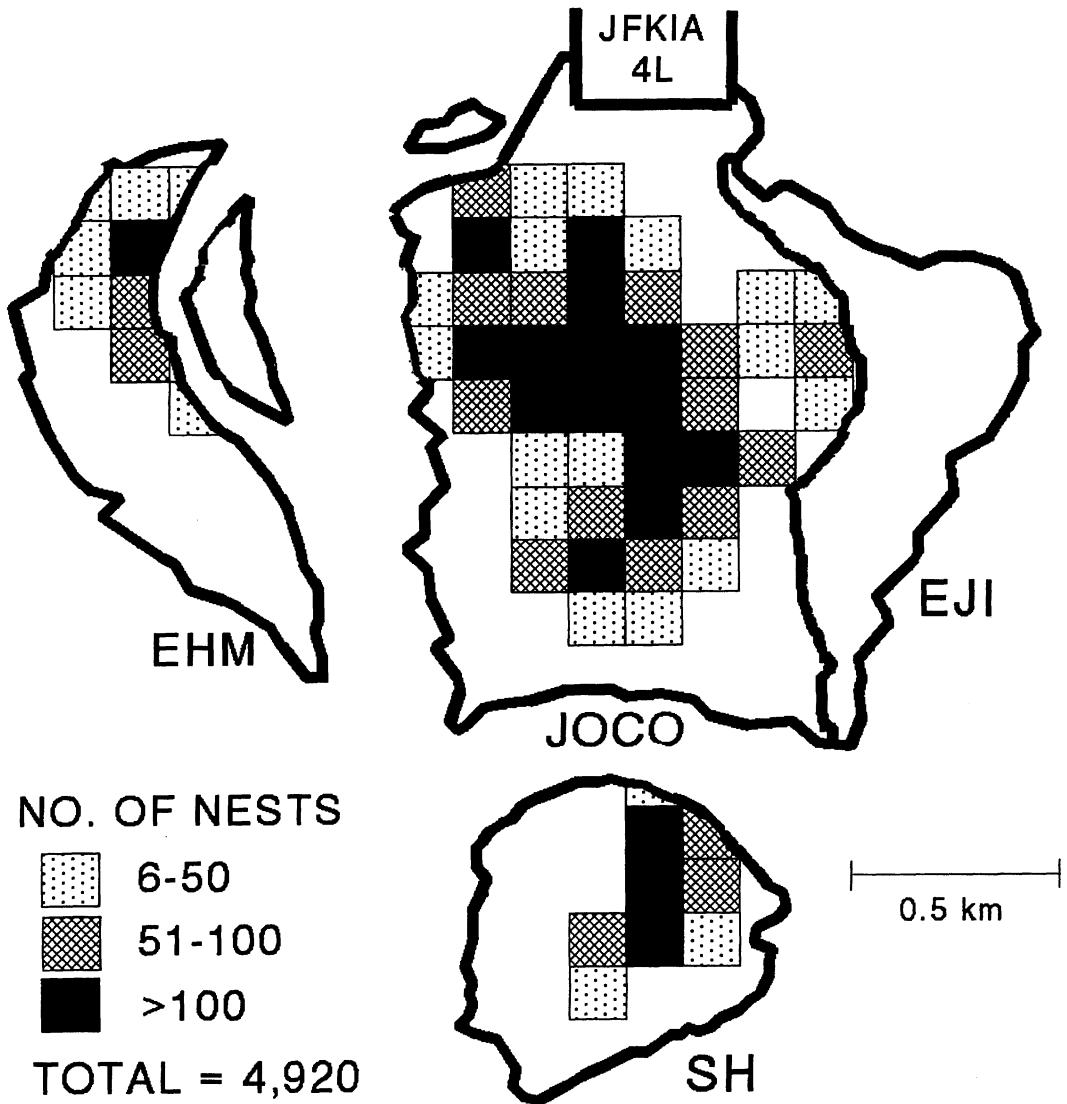 JFKIA
4L
EHM
EJI
JOCO
NO. OF NESTS
6-50
51-100
>100
TOTAL = 4,920
0.5 km
SH